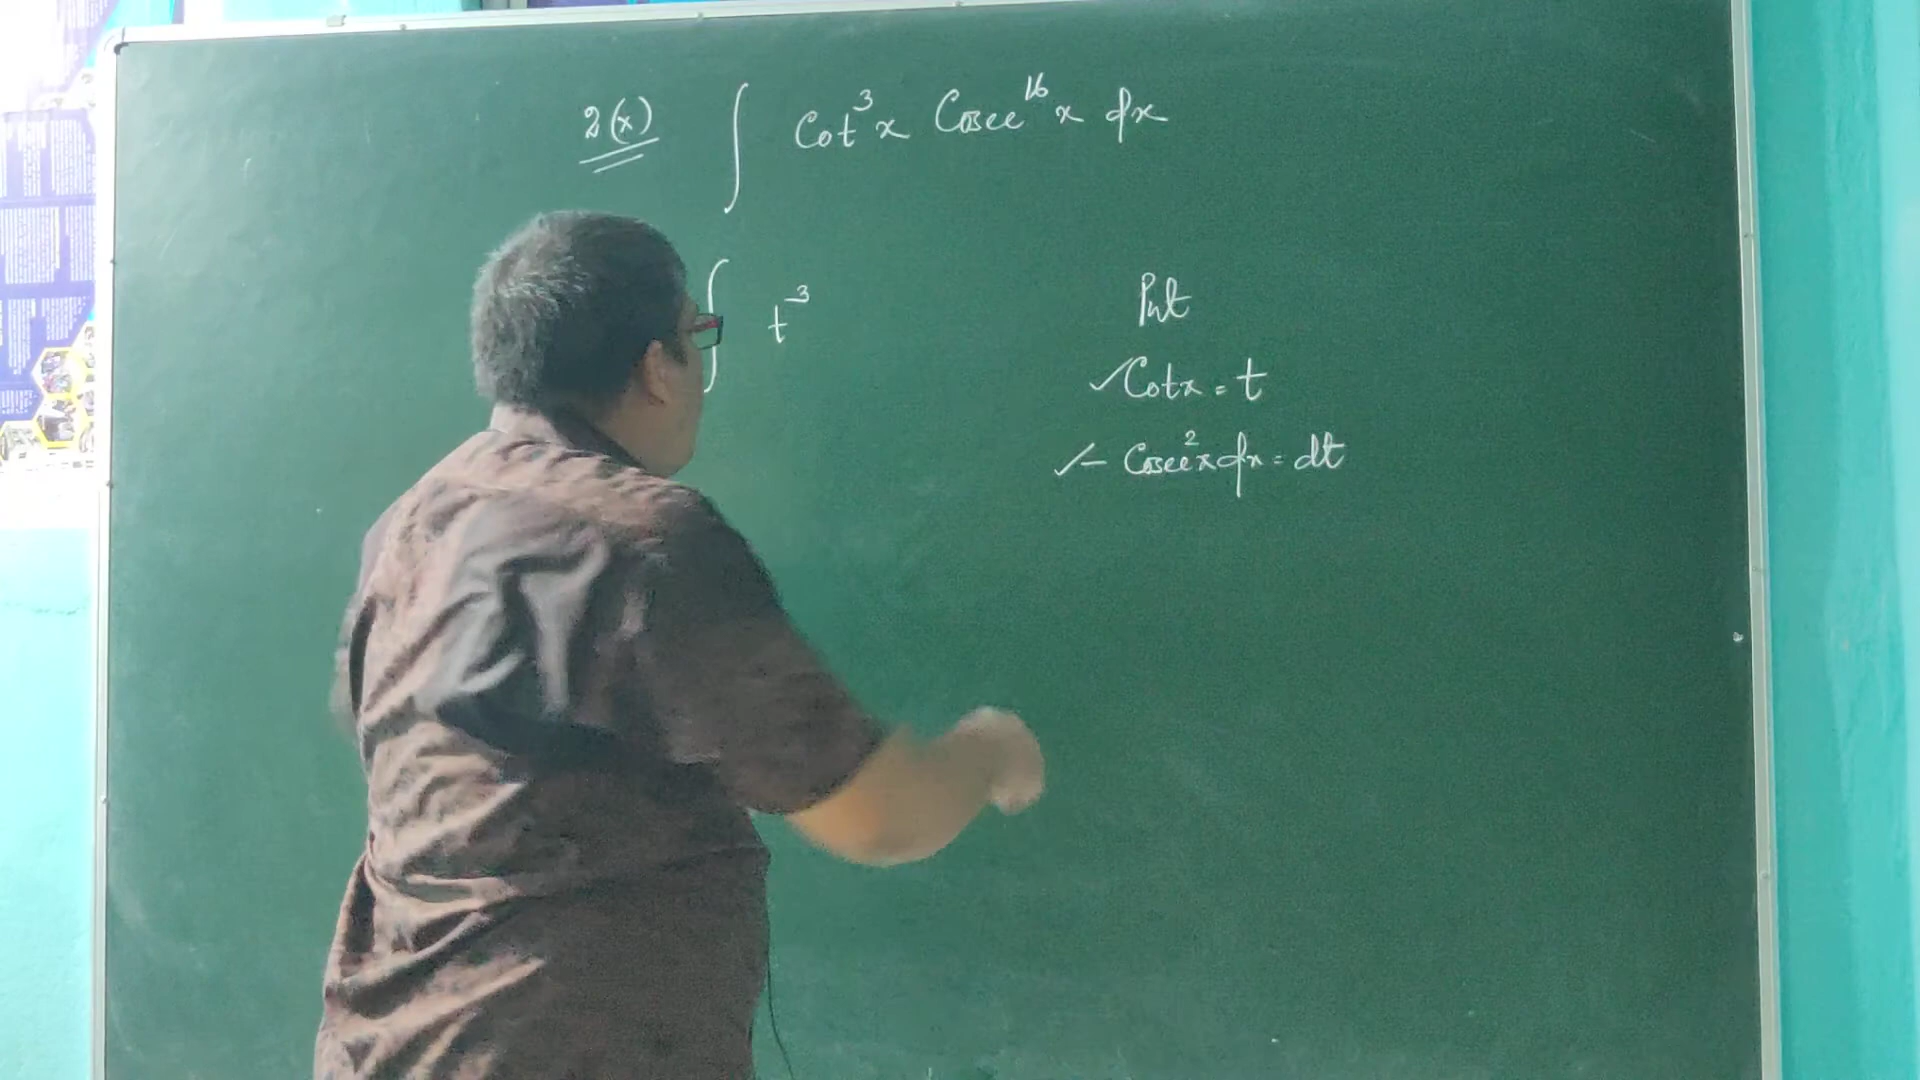 2(x) ∫ Cot³x Cosec¹⁶x dx
∫ t³
Put
✓Cotx = t
✓- Cosec²x dx = dt